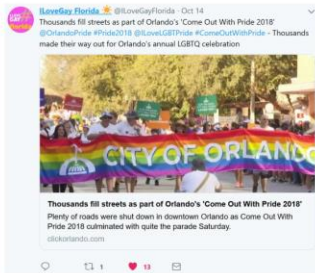 ILoveGay Florida @ILoveGayFlorida · Oct 14
Thousands fill streets as part of Orlando's 'Come Out With Pride 2018'
@OrlandoPride #Pride2018 @ILoveLGBTPride #ComeOutWithPride – Thousands
made their way out for Orlando's annual LGBTQ celebration
CITY OF ORLANDO
Thousands fill streets as part of Orlando's 'Come Out With Pride 2018'
Plenty of roads were shut down in downtown Orlando as Come Out With
Pride 2018 culminated with quite the parade Saturday.
clickorlando.com
1
13